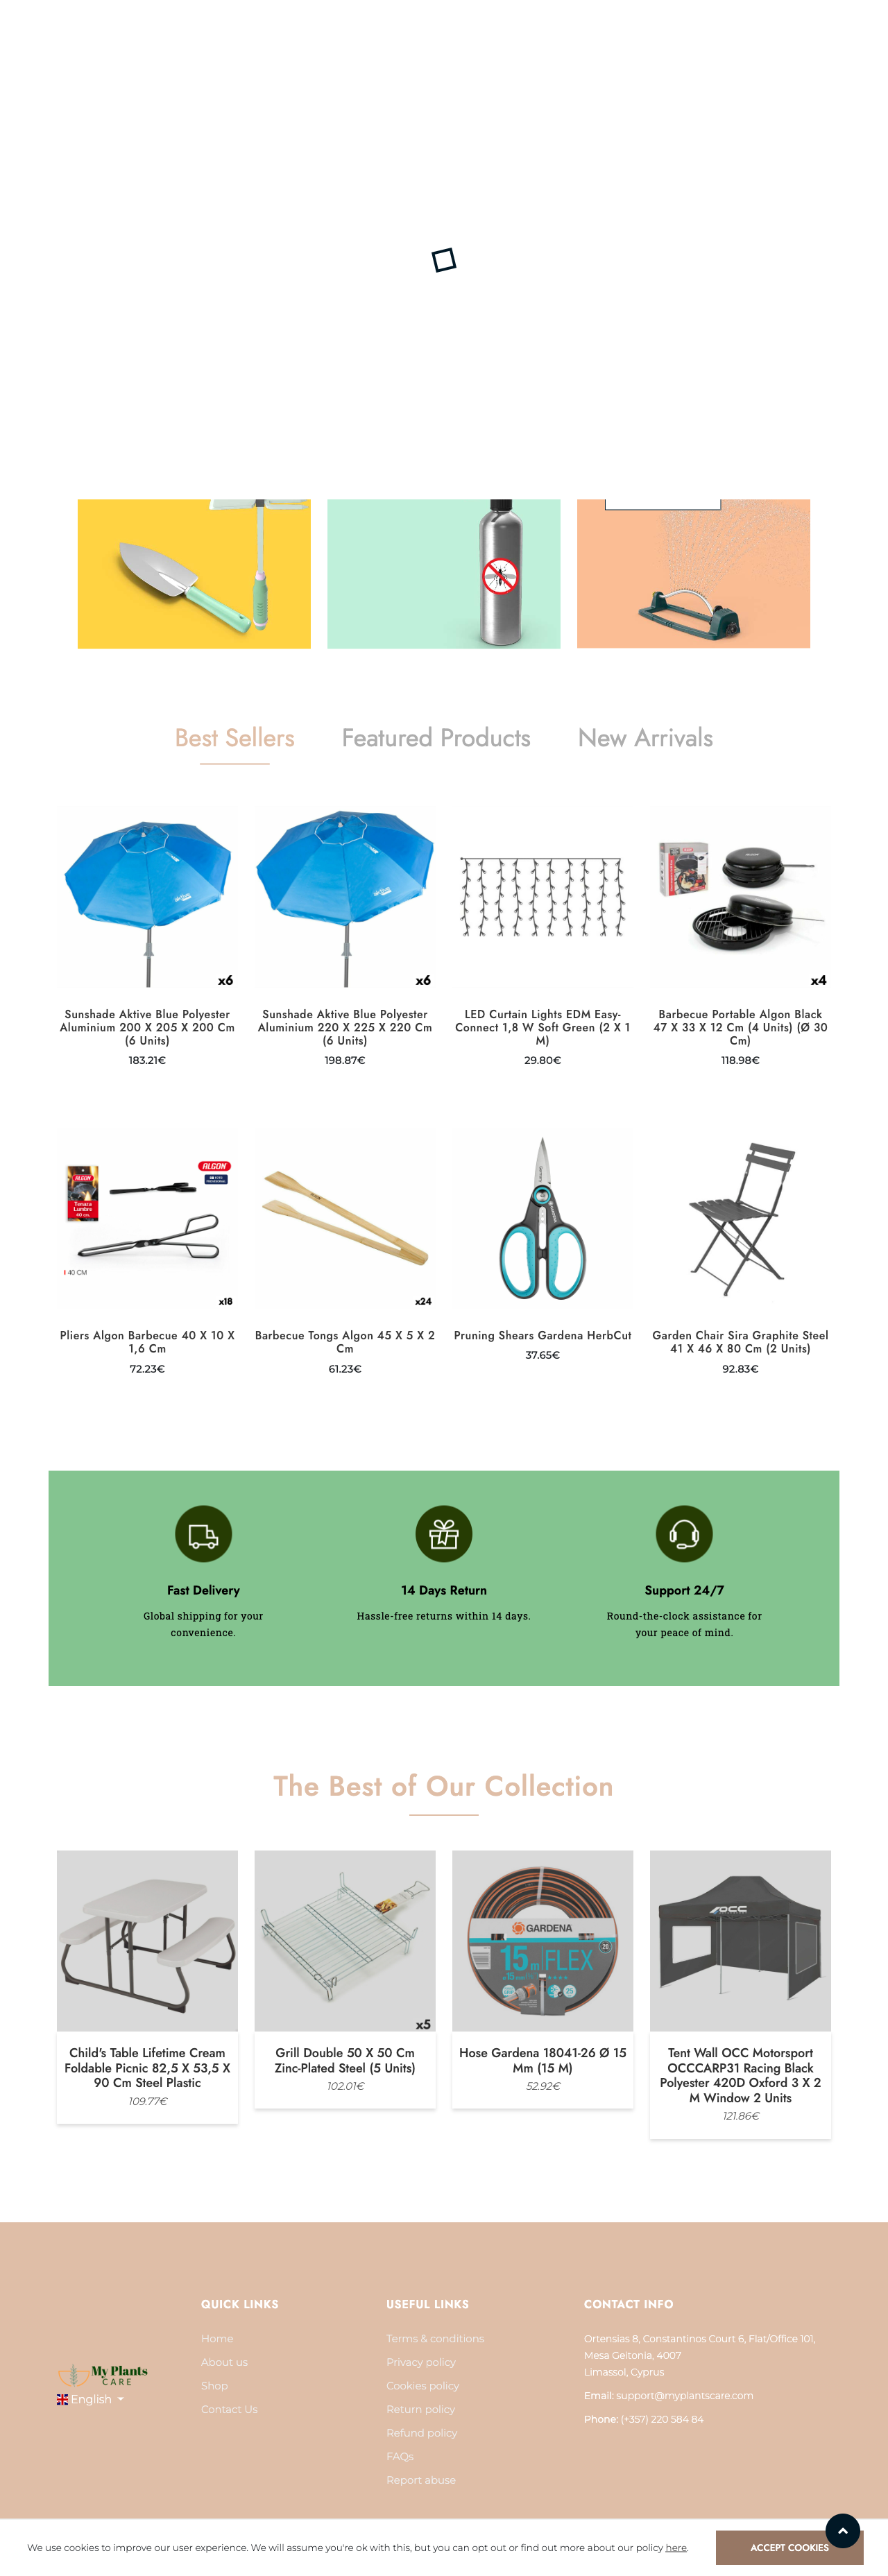 Best Sellers
Featured Products
New Arrivals
x6
x6
x4
Sunshade Aktive Blue Polyester
Aluminium 200 X 205 X 200 Cm
(6 Units)
183.21€
Sunshade Aktive Blue Polyester
Aluminium 220 X 225 X 220 Cm
(6 Units)
198.87€
LED Curtain Lights EDM Easy-
Connect 1,8 W Soft Green (2 X 1
M)
29.80€
Barbecue Portable Algon Black
47 X 33 X 12 Cm (4 Units) (Ø 30
Cm)
118.98€
ALGON
ALGON
Tenaza
Lumbre
40 cm.
40 CM
x18
x24
Pliers Algon Barbecue 40 X 10 X
1,6 Cm
72.23€
Barbecue Tongs Algon 45 X 5 X 2
Cm
61.23€
Pruning Shears Gardena HerbCut
37.65€
Garden Chair Sira Graphite Steel
41 X 46 X 80 Cm (2 Units)
92.83€
Fast Delivery
Global shipping for your
convenience.
14 Days Return
Hassle-free returns within 14 days.
Support 24/7
Round-the-clock assistance for
your peace of mind.
The Best of Our Collection
x5
GARDENA
15m FLEX
OCC
Child's Table Lifetime Cream
Foldable Picnic 82,5 X 53,5 X
90 Cm Steel Plastic
109.77€
Grill Double 50 X 50 Cm
Zinc-Plated Steel (5 Units)
102.01€
Hose Gardena 18041-26 Ø 15
Mm (15 M)
52.92€
Tent Wall OCC Motorsport
OCCCARP31 Racing Black
Polyester 420D Oxford 3 X 2
M Window 2 Units
121.86€
My Plants
CARE
English
QUICK LINKS
Home
About us
Shop
Contact Us
USEFUL LINKS
Terms & conditions
Privacy policy
Cookies policy
Return policy
Refund policy
FAQs
Report abuse
CONTACT INFO
Ortensias 8, Constantinos Court 6, Flat/Office 101,
Mesa Geitonia, 4007
Limassol, Cyprus
Email: support@myplantscare.com
Phone: (+357) 220 584 84
We use cookies to improve our user experience. We will assume you're ok with this, but you can opt out or find out more about our policy here.
ACCEPT COOKIES